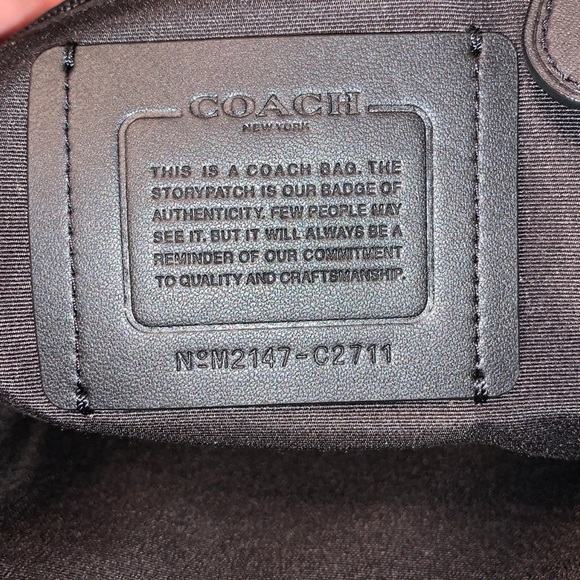 COACH
NEW YORK
THIS IS A COACH BAG. THE
STORYPATCH IS OUR BADGE OF
AUTHENTICITY. FEW PEOPLE MAY
SEE IT. BUT IT WILL ALWAYS BE A
REMINDER OF OUR COMMITMENT
TO QUALITY AND CRAFTSMANSHIP.
NºM2147-C2711